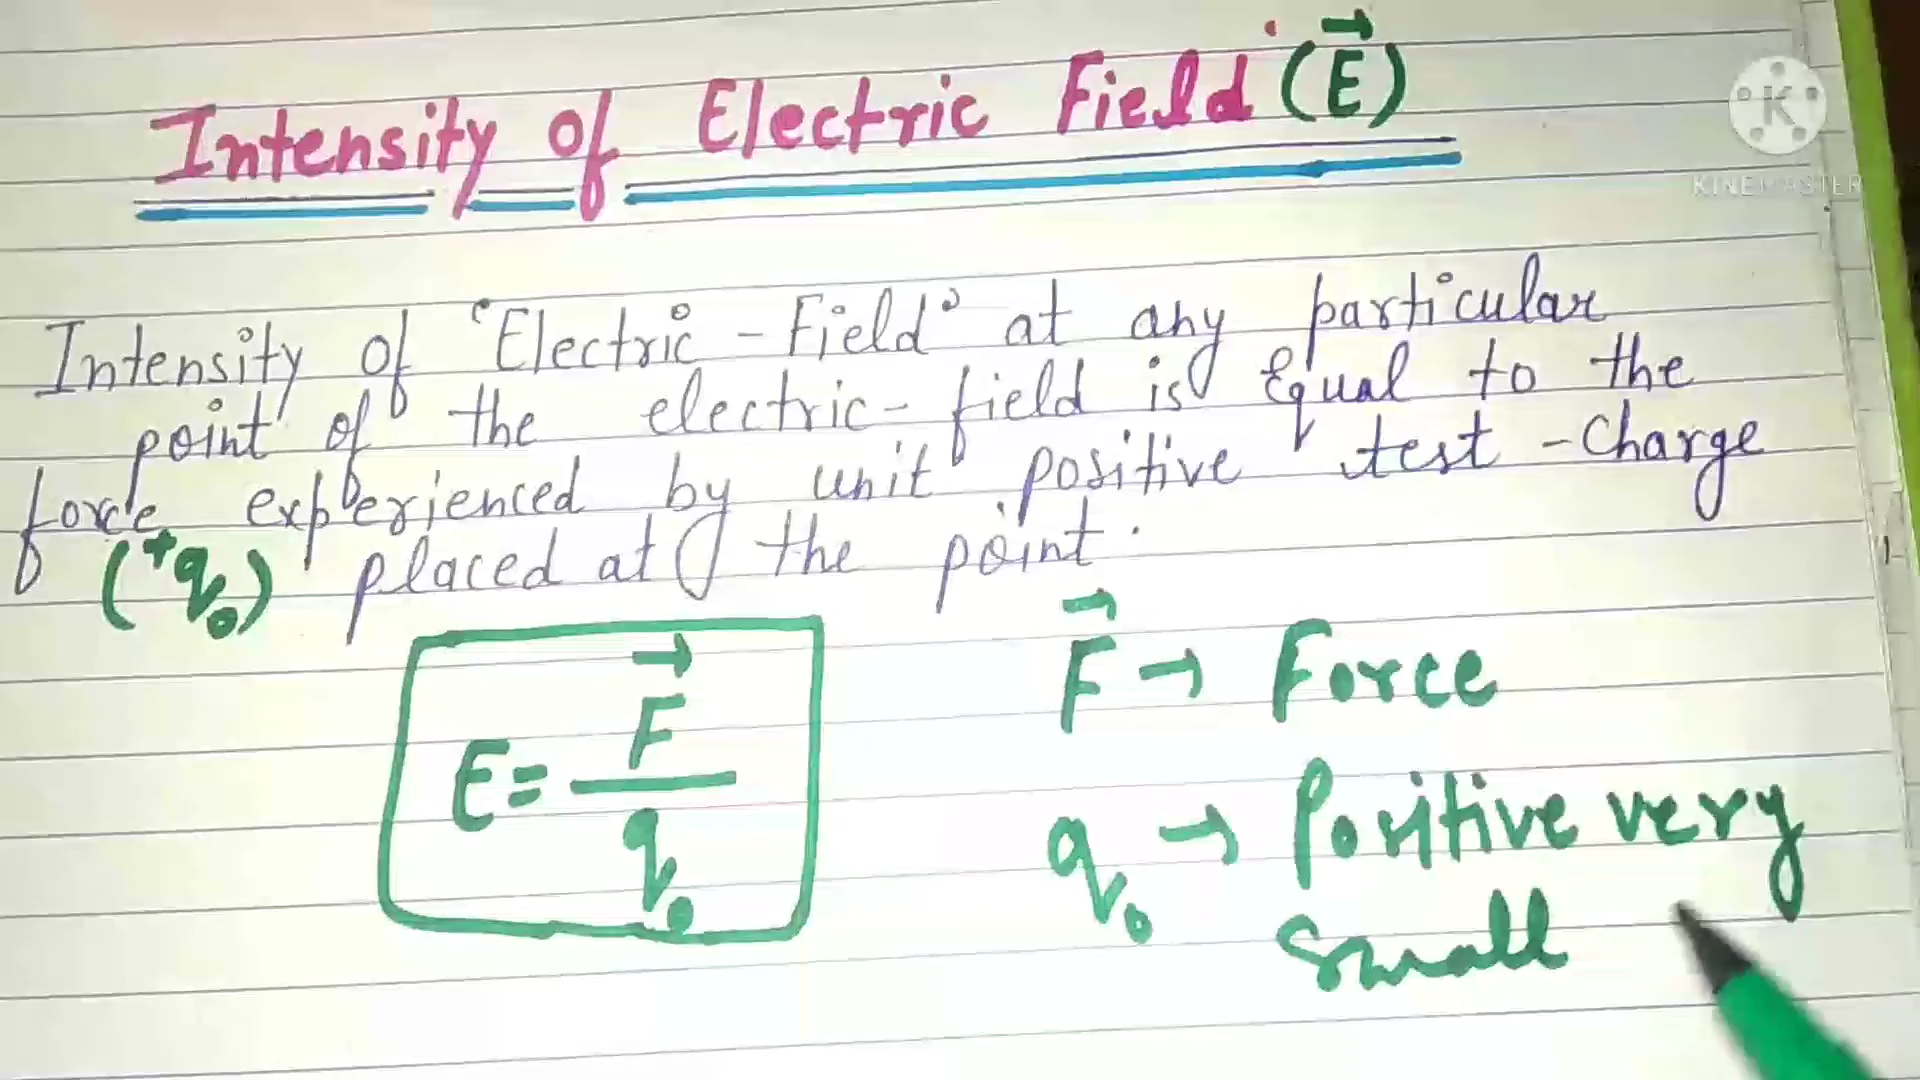 Intensity of Electric Field (E⃗)
KINEMASTER
Intensity of "Electric - Field" at any particular
point of the electric-field is Equal to the
force experienced by unit positive test-Charge
(+q₀) placed at the point.
E = F⃗ / q₀
F⃗ → Force
q₀ → Positive very
small